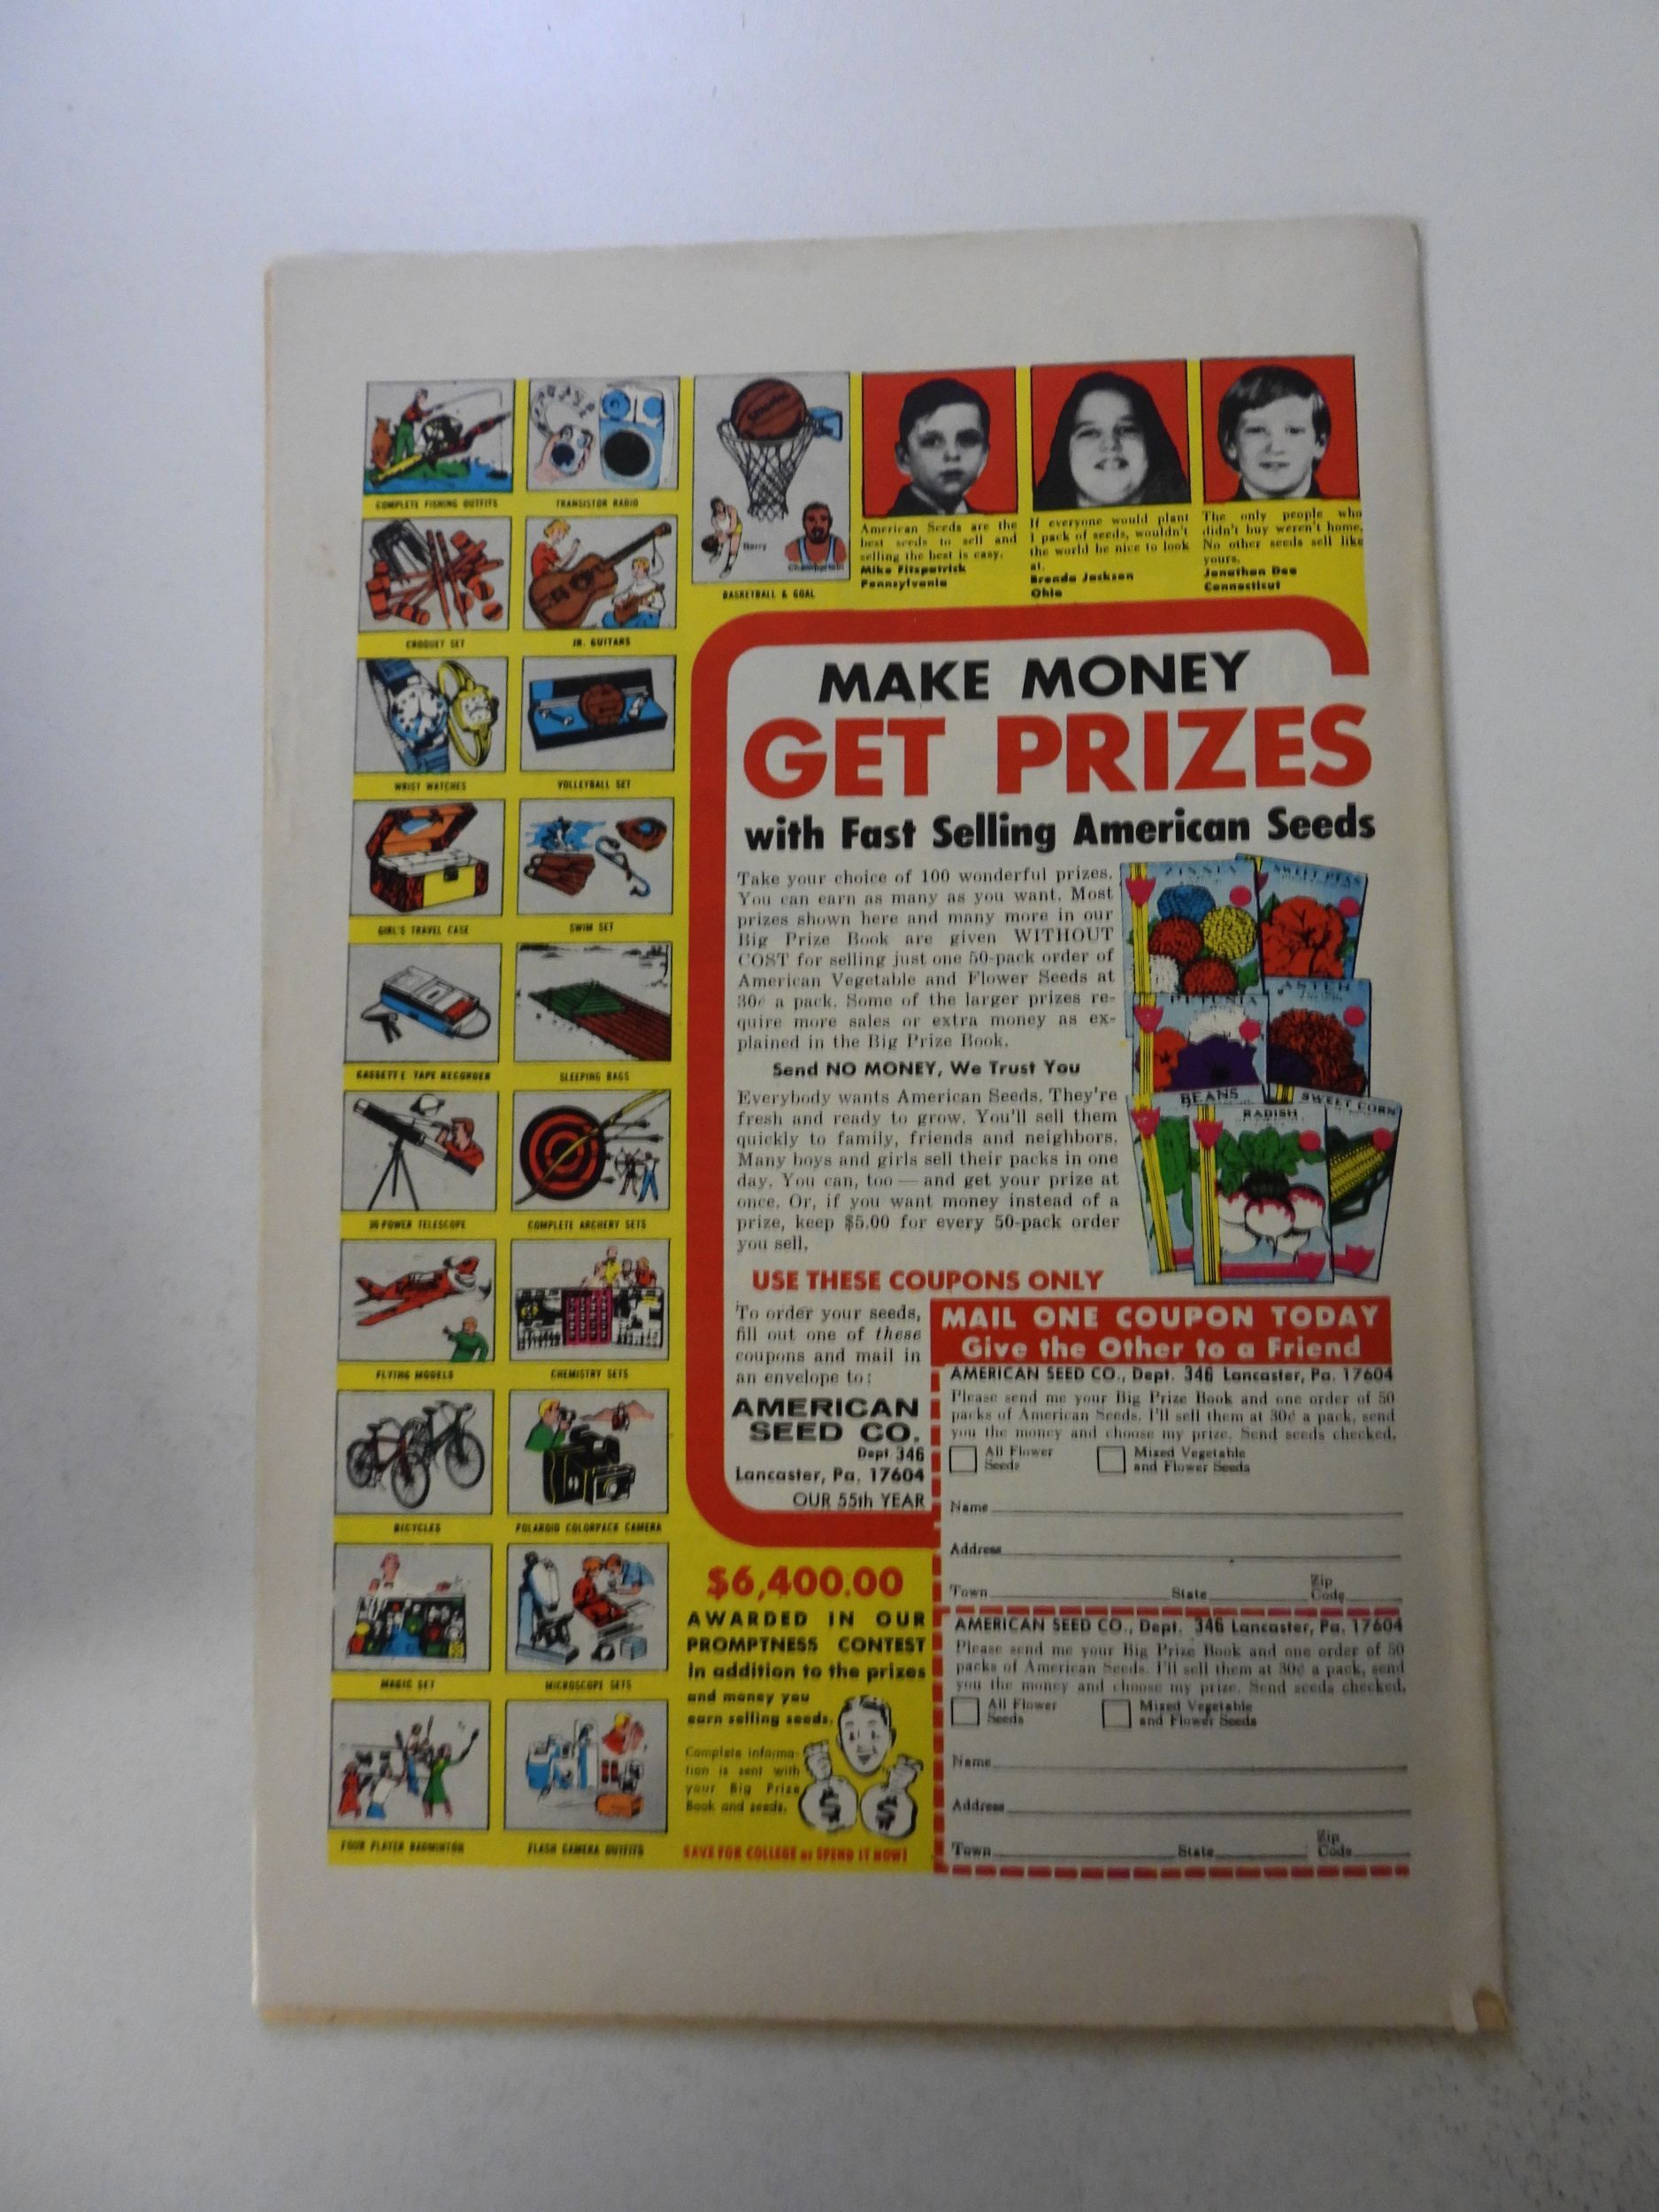 COMPLETE FISHING OUTFITS
TRANSISTOR RADIO
CROQUET SET
JR. GUITARS
WRIST WATCHES
VOLLEYBALL SET
GIRL'S TRAVEL CASE
SWIM SET
CASSETTE TAPE RECORDER
SLEEPING BAGS
30 POWER TELESCOPE
COMPLETE ARCHERY SETS
FLYING MODELS
CHEMISTRY SETS
BICYCLES
POLAROID COLORPACK CAMERA
MAGIC SET
MICROSCOPE SETS
FOUR PLAYER BADMINTON
FLASH CAMERA OUTFITS
Barry
BASKETBALL & GOAL
American Seeds are the
best seeds to sell and
selling the best is easy.
Mike Fitzpatrick
Pennsylvania
If everyone would plant
1 pack of seeds, wouldn't
the world be nice to look
at.
Brenda Jackson
Ohio
The only people who
didn't buy weren't home.
No other seeds sell like
yours.
Jonathan Dee
Connecticut
MAKE MONEY
GET PRIZES
with Fast Selling American Seeds
Take your choice of 100 wonderful prizes.
You can earn as many as you want. Most
prizes shown here and many more in our
Big Prize Book are given WITHOUT
COST for selling just one 50-pack order of
American Vegetable and Flower Seeds at
30¢ a pack. Some of the larger prizes re-
quire more sales or extra money as ex-
plained in the Big Prize Book.
Send NO MONEY, We Trust You
Everybody wants American Seeds. They're
fresh and ready to grow. You'll sell them
quickly to family, friends and neighbors.
Many boys and girls sell their packs in one
day. You can, too — and get your prize at
once. Or, if you want money instead of a
prize, keep $5.00 for every 50-pack order
you sell.
ZINNIA
SWEET PEAS
PETUNIA
ASTER
BEANS
RADISH
SWEET CORN
USE THESE COUPONS ONLY
To order your seeds,
fill out one of these
coupons and mail in
an envelope to:
AMERICAN
SEED CO.
Dept 346
Lancaster, Pa. 17604
OUR 55th YEAR
MAIL ONE COUPON TODAY
Give the Other to a Friend
AMERICAN SEED CO., Dept. 346 Lancaster, Pa. 17604
Please send me your Big Prize Book and one order of 50
packs of American Seeds. I'll sell them at 30¢ a pack, send
you the money and choose my prize. Send seeds checked.
All Flower Seeds
Mixed Vegetable and Flower Seeds
Name
Address
Town State Zip Code
AMERICAN SEED CO., Dept. 346 Lancaster, Pa. 17604
Please send me your Big Prize Book and one order of 50
packs of American Seeds. I'll sell them at 30¢ a pack, send
you the money and choose my prize. Send seeds checked.
All Flower Seeds
Mixed Vegetable and Flower Seeds
Name
Address
Town State Zip Code
$6,400.00
AWARDED IN OUR
PROMPTNESS CONTEST
in addition to the prizes
and money you
earn selling seeds.
Complete informa-
tion is sent with
your Big Prize
Book and seeds.
$ $
SAVE FOR COLLEGE or SPEND IT NOW!